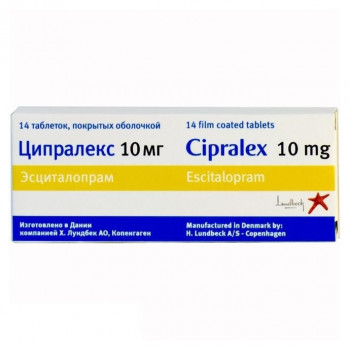 14 таблеток, покрытых оболочкой
Ципралекс 10 мг
Эсциталопрам
Изготовлено в Дании
компанией Х. Лундбек АО, Копенгаген
14 film coated tablets
Cipralex 10 mg
Escitalopram
Manufactured in Denmark by:
H. Lundbeck A/S - Copenhagen
Lundbeck